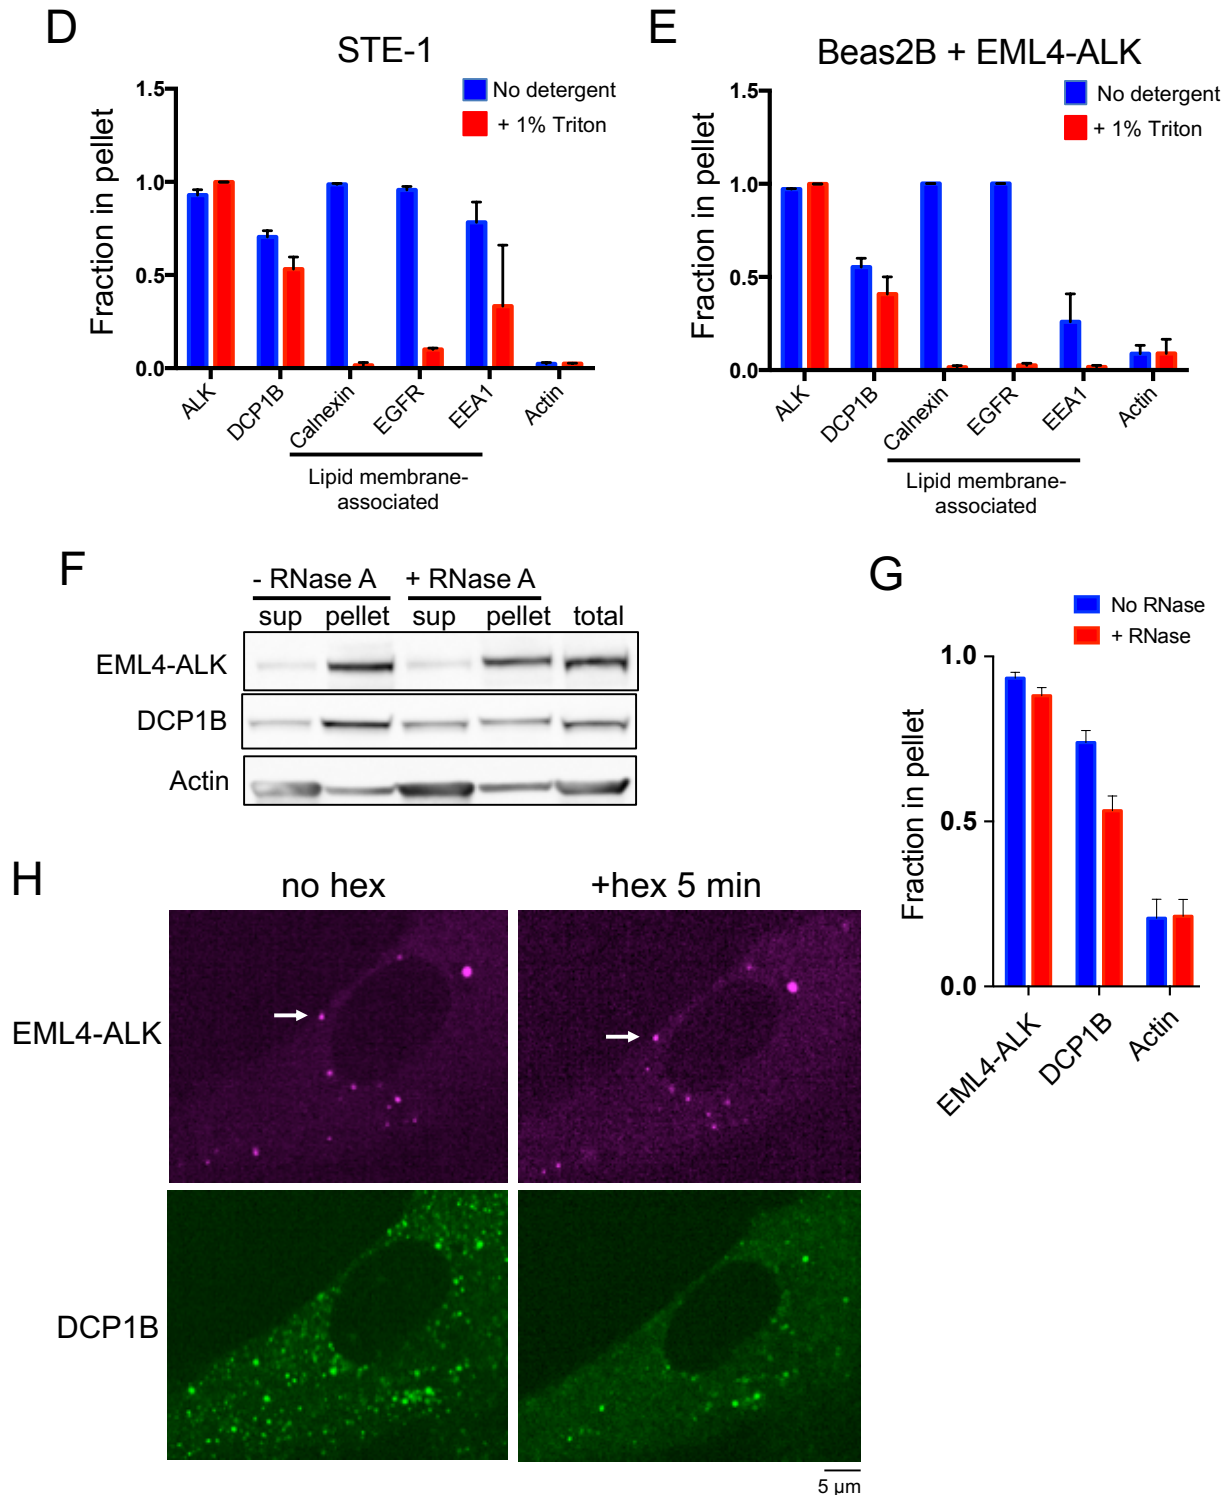 D
STE-1
No detergent
+ 1% Triton
Fraction in pellet
1.5
1.0
0.5
0.0
ALK
DCP1B
Calnexin
EGFR
EEA1
Actin
Lipid membrane-
associated
E
Beas2B + EML4-ALK
No detergent
+ 1% Triton
Fraction in pellet
1.5
1.0
0.5
0.0
ALK
DCP1B
Calnexin
EGFR
EEA1
Actin
Lipid membrane-
associated
F
- RNase A + RNase A
sup pellet sup pellet total
EML4-ALK
DCP1B
Actin
G
No RNase
+ RNase
Fraction in pellet
1.0
0.5
0.0
EML4-ALK
DCP1B
Actin
H
no hex +hex 5 min
EML4-ALK
DCP1B
5 μm